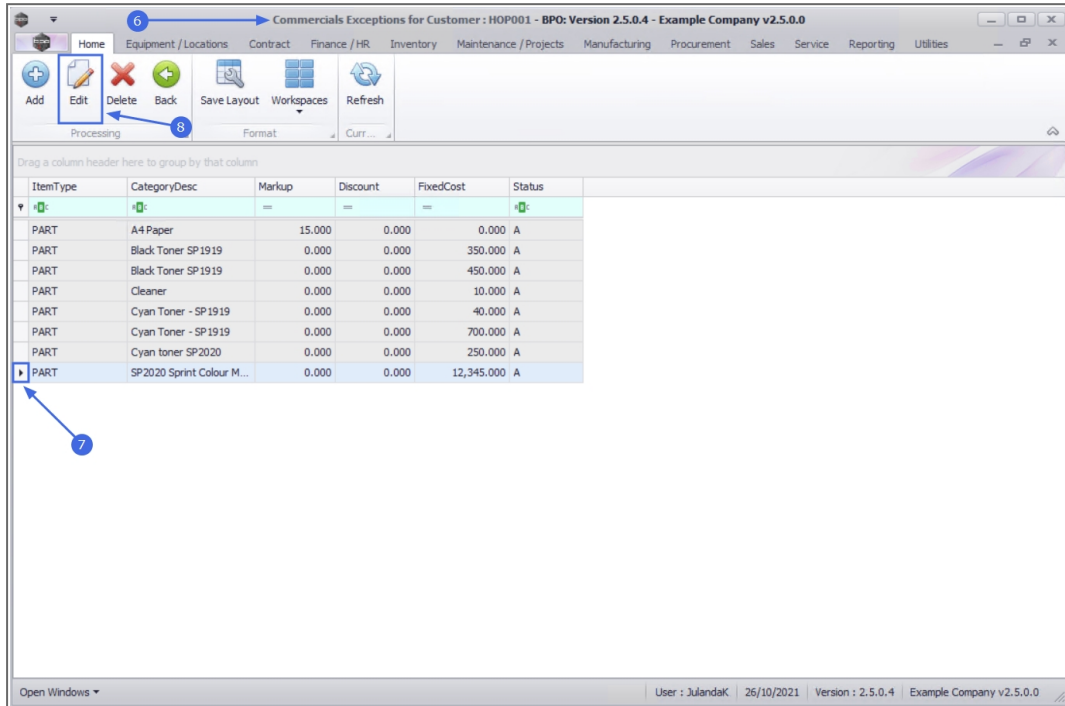 6
Commercials Exceptions for Customer : HOP001 - BPO: Version 2.5.0.4 - Example Company v2.5.0.0
Home Equipment / Locations Contract Finance / HR Inventory Maintenance / Projects Manufacturing Procurement Sales Service Reporting Utilities
Add Edit Delete Back Save Layout Workspaces Refresh
8
Processing Format Curr...
Drag a column header here to group by that column
ItemType CategoryDesc Markup Discount FixedCost Status
= = =
PART A4 Paper 15.000 0.000 0.000 A
PART Black Toner SP1919 0.000 0.000 350.000 A
PART Black Toner SP1919 0.000 0.000 450.000 A
PART Cleaner 0.000 0.000 10.000 A
PART Cyan Toner - SP1919 0.000 0.000 40.000 A
PART Cyan Toner - SP1919 0.000 0.000 700.000 A
PART Cyan toner SP2020 0.000 0.000 250.000 A
PART SP2020 Sprint Colour M... 0.000 0.000 12,345.000 A
7
Open Windows User : JulandaK 26/10/2021 Version : 2.5.0.4 Example Company v2.5.0.0